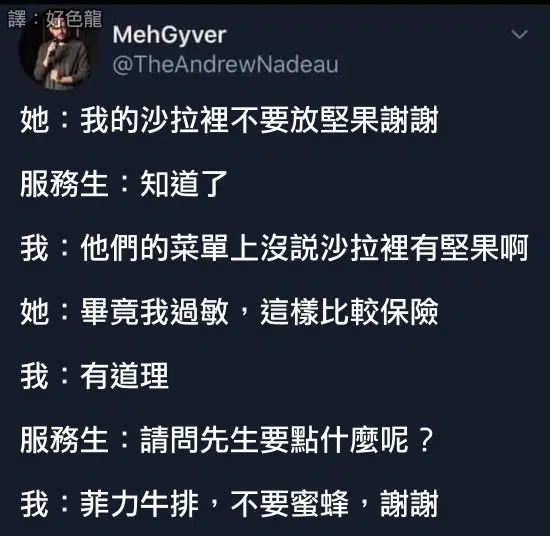 譯：好色龍
MehGyver
@TheAndrewNadeau
她：我的沙拉裡不要放堅果謝謝
服務生：知道了
我：他們的菜單上沒說沙拉裡有堅果啊
她：畢竟我過敏，這樣比較保險
我：有道理
服務生：請問先生要點什麼呢？
我：菲力牛排，不要蜜蜂，謝謝